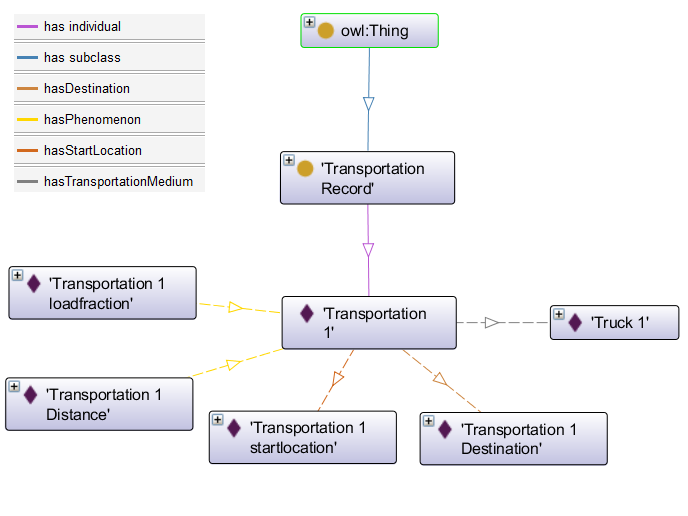 has individual
has subclass
hasDestination
hasPhenomenon
hasStartLocation
hasTransportationMedium
owl:Thing
'Transportation
Record'
'Transportation 1
loadfraction'
'Transportation
1'
'Truck 1'
'Transportation 1
Distance'
'Transportation 1
startlocation'
'Transportation 1
Destination'